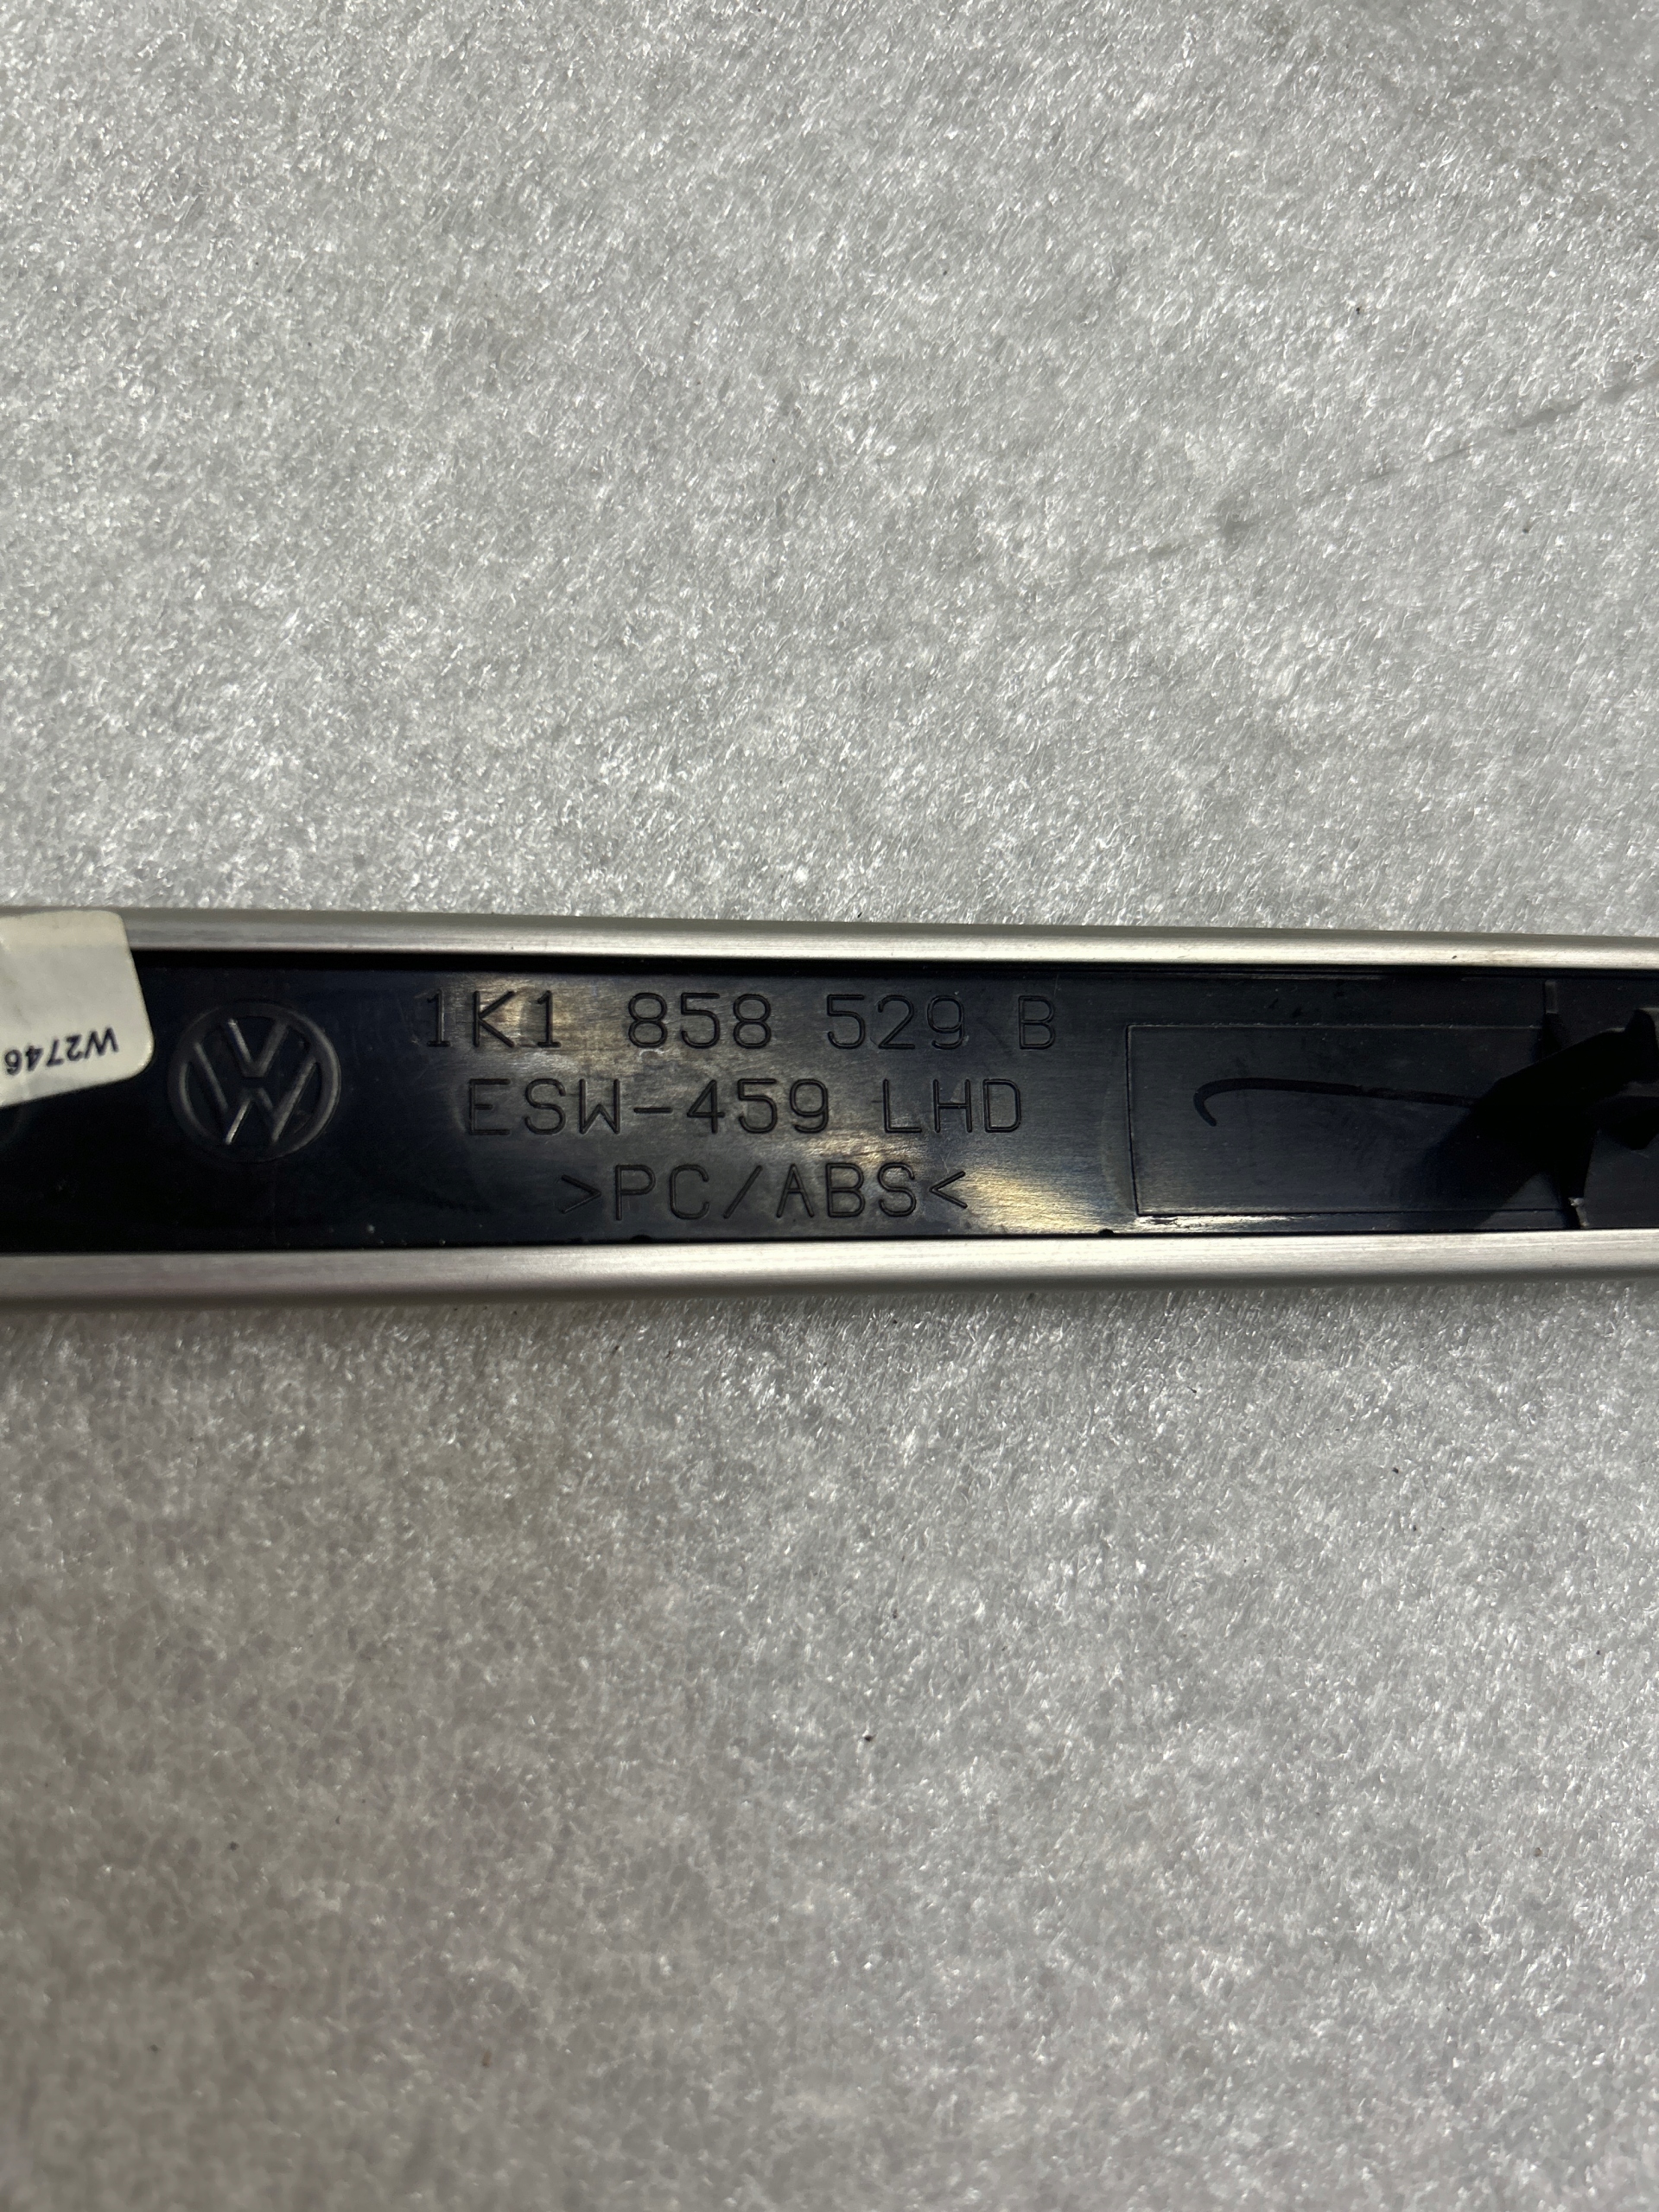 W2746
1K1 858 529 B
ESW-459 LHD
>PC/ABS<